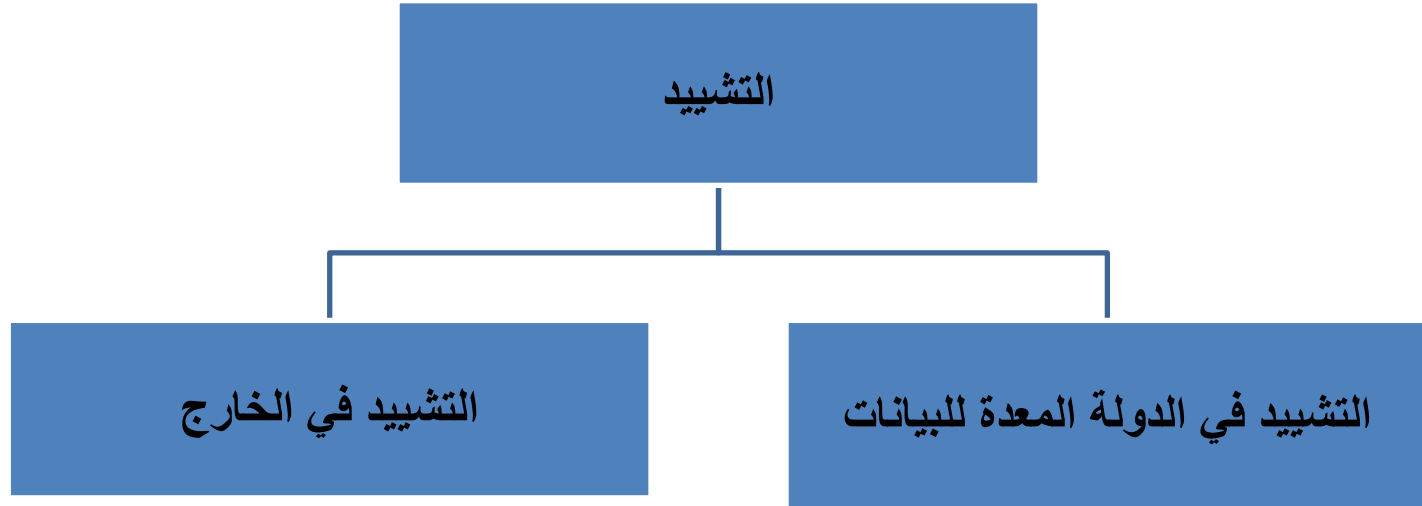 التشييد
التشييد في الدولة المعدة للبيانات
التشييد في الخارج